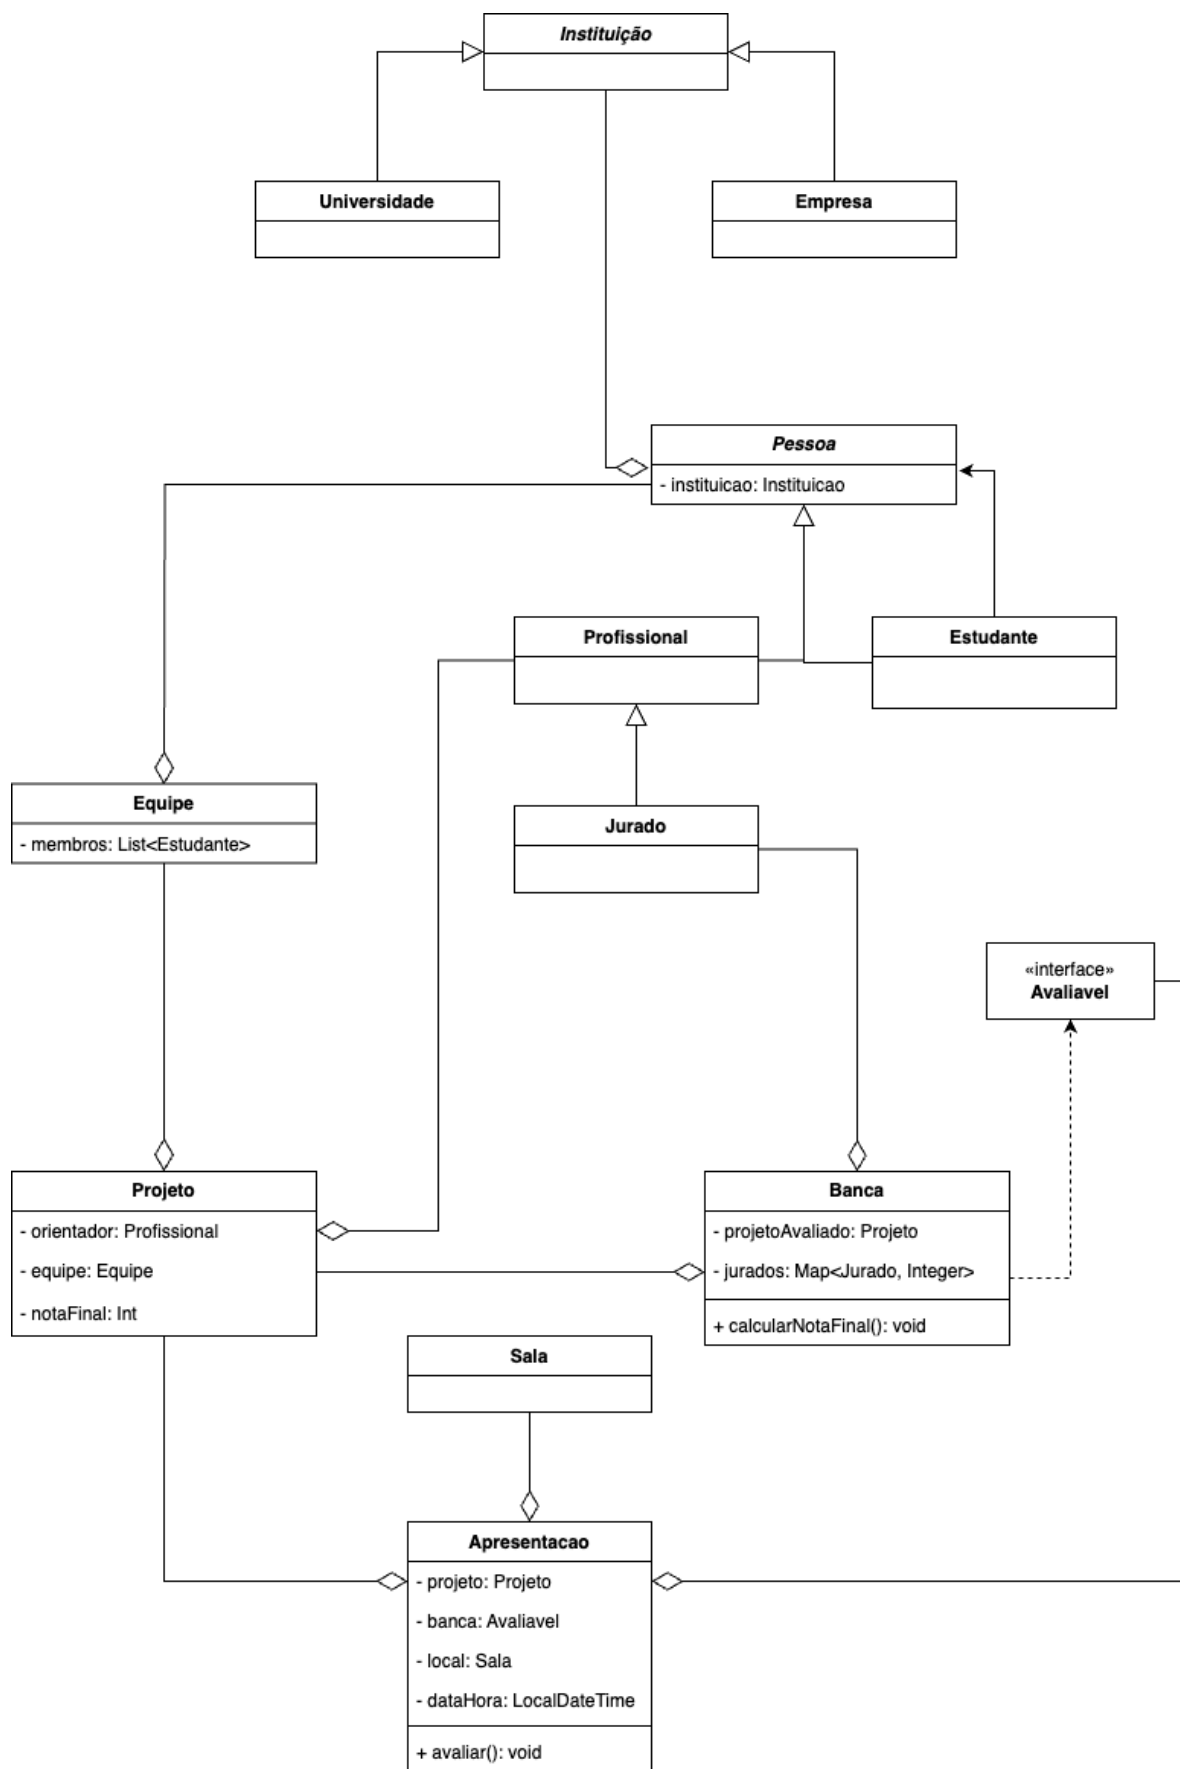 Instituição
Universidade
Empresa
Pessoa
- instituicao: Instituicao
Profissional
Estudante
Equipe
- membros: List<Estudante>
Jurado
«interface»
Avaliavel
Projeto
- orientador: Profissional
- equipe: Equipe
- notaFinal: Int
Banca
- projetoAvaliado: Projeto
- jurados: Map<Jurado, Integer>
+ calcularNotaFinal(): void
Sala
Apresentacao
- projeto: Projeto
- banca: Avaliavel
- local: Sala
- dataHora: LocalDateTime
+ avaliar(): void